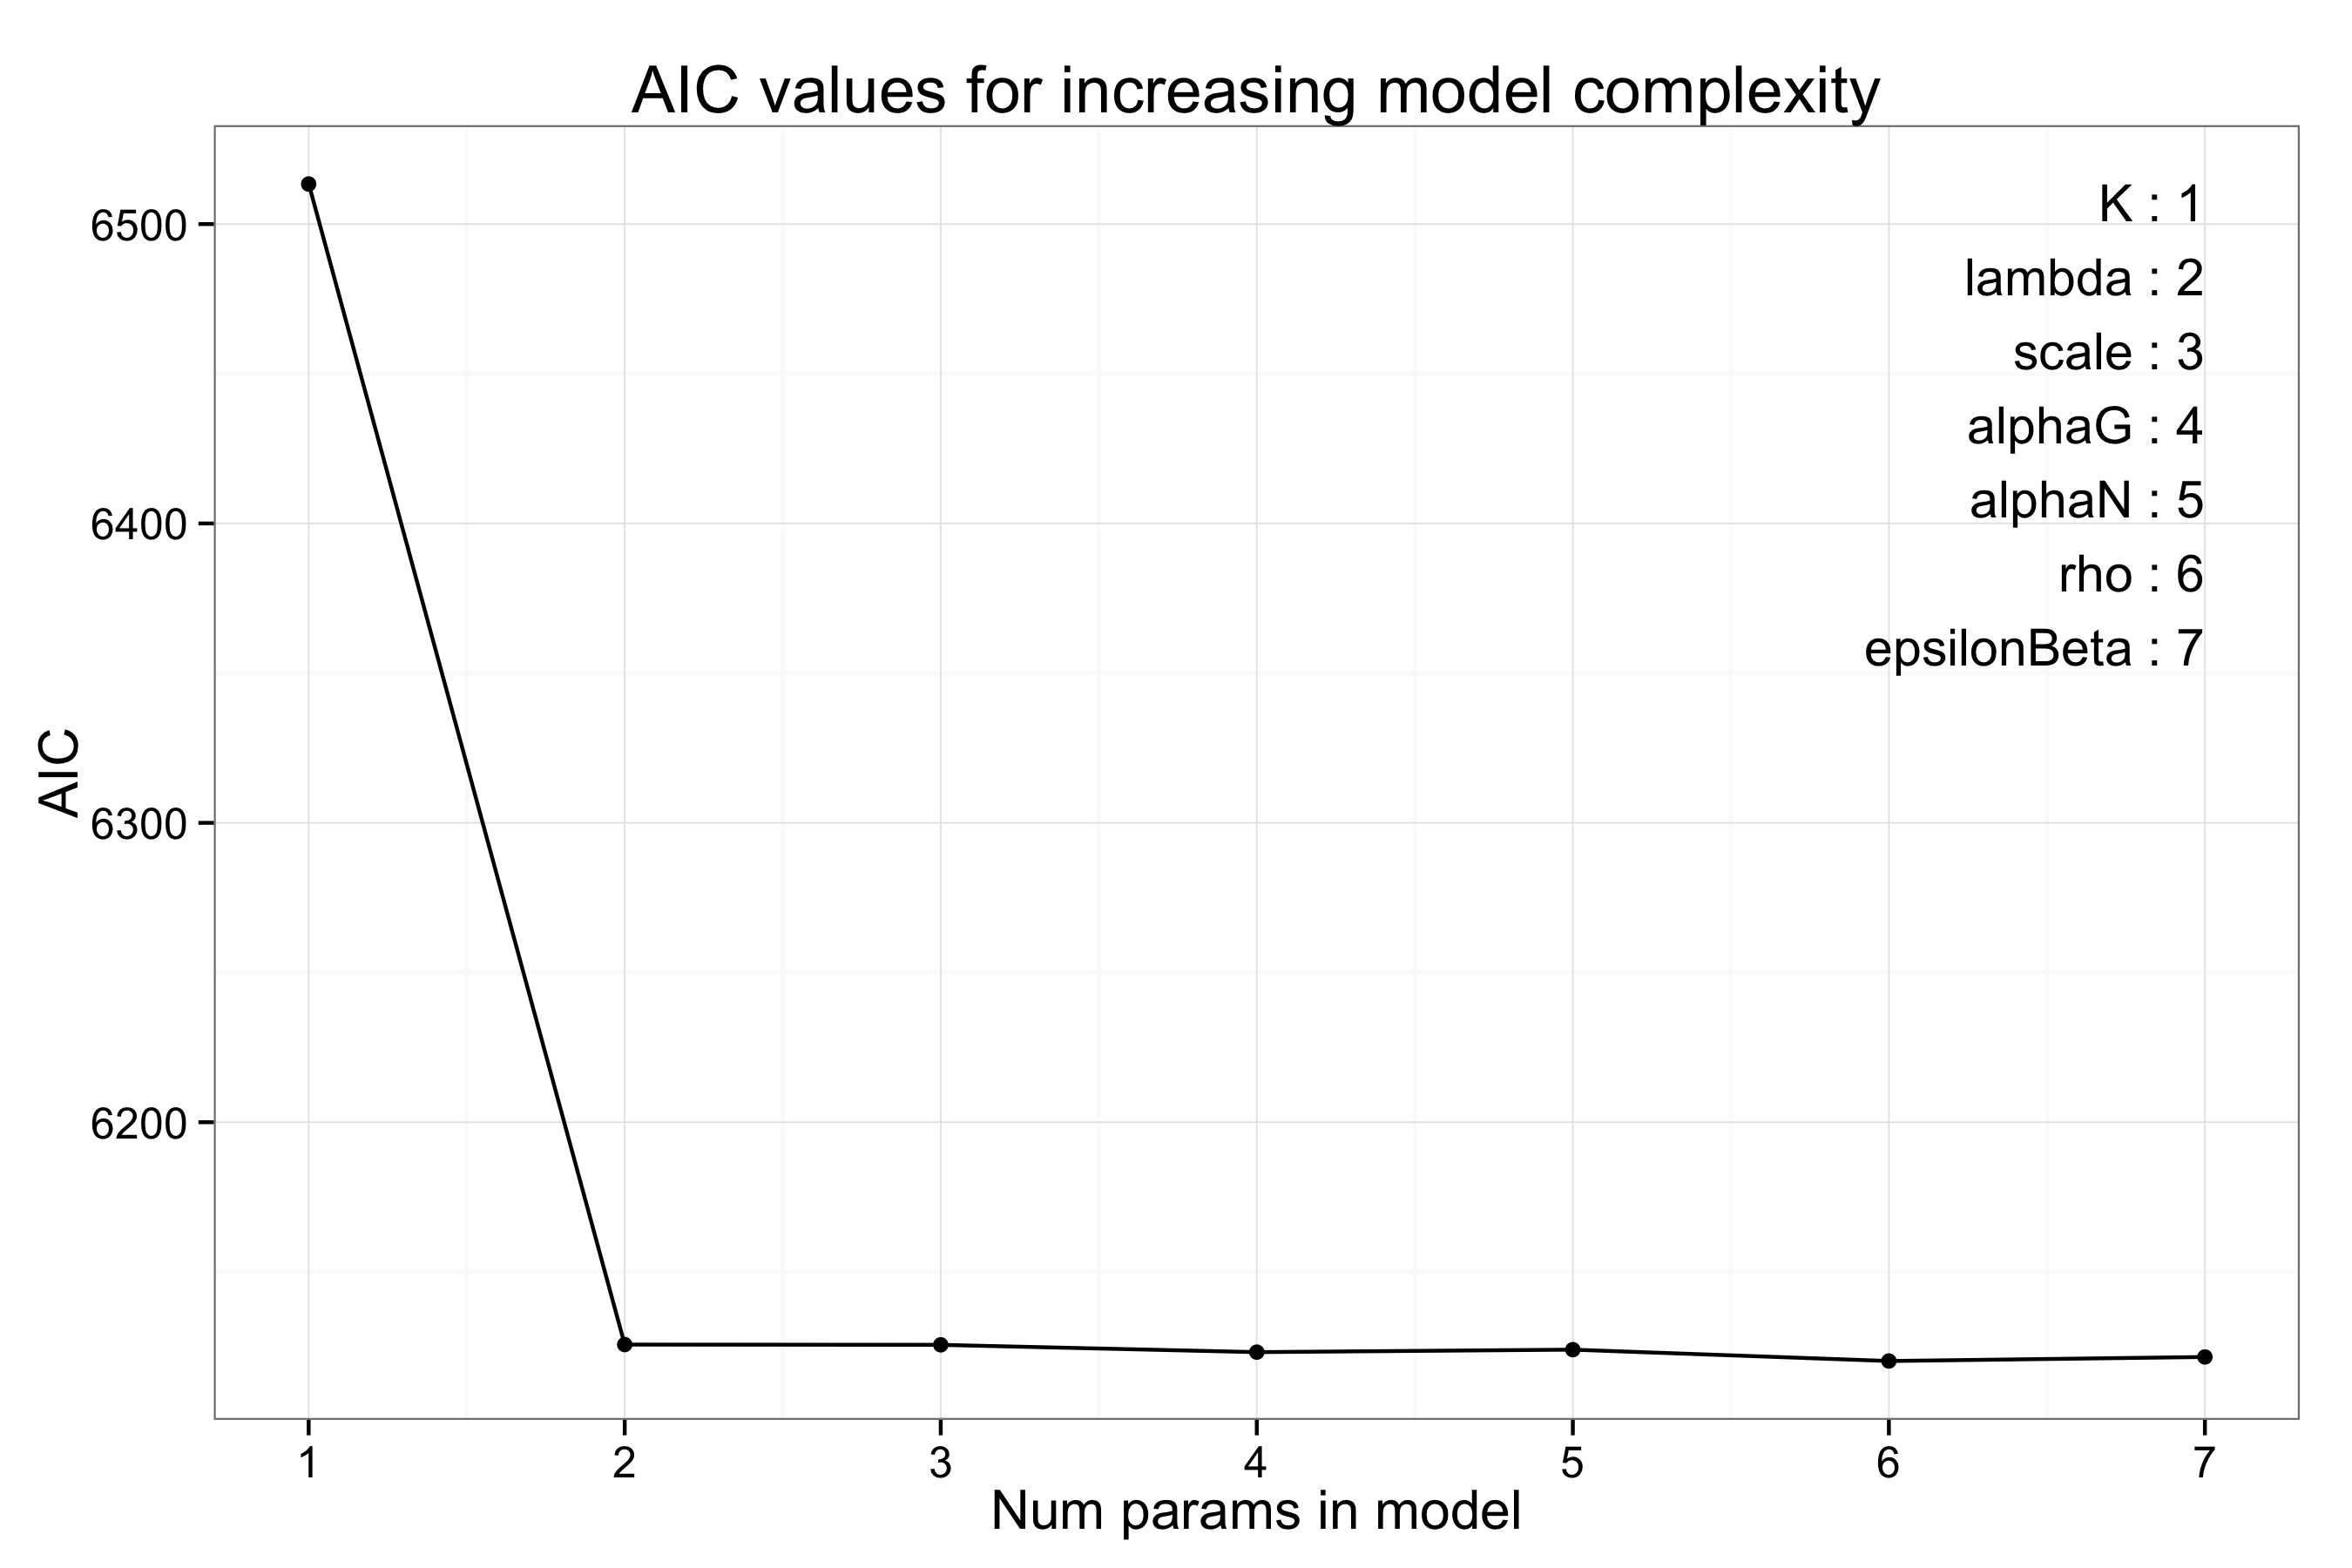 AIC values for increasing model complexity
K : 1
lambda : 2
scale : 3
alphaG : 4
alphaN : 5
rho : 6
epsilonBeta : 7
AIC
6500
6400
6300
6200
1 2 3 4 5 6 7
Num params in model